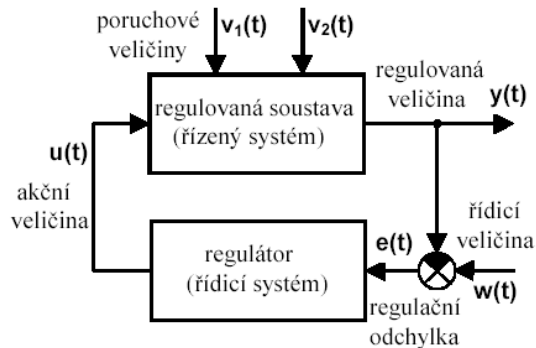 poruchové
veličiny
v1(t)
v2(t)
regulovaná
veličina
y(t)
regulovaná soustava
(řízený systém)
u(t)
akční
veličina
řídicí
veličina
e(t)
regulátor
(řídicí systém)
w(t)
regulační
odchylka